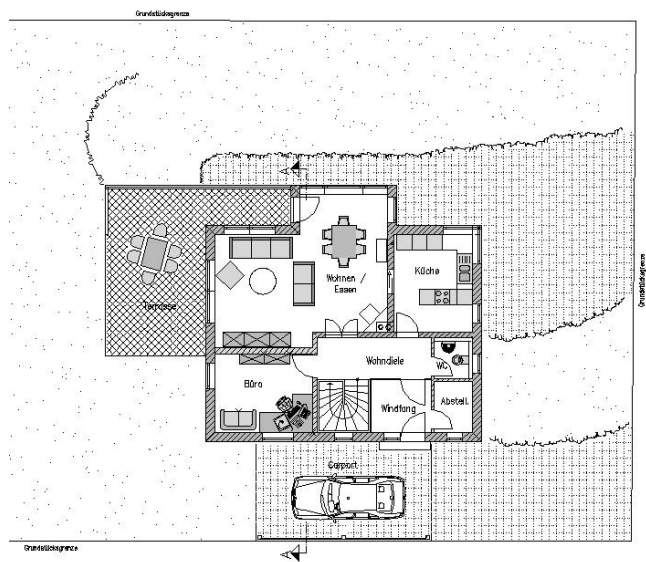 Grundstücksgrenze
Wohnen /
Essen
Küche
Grundstücksgrenze
Terrasse
Wohndiele
WC
Büro
Windfang
Abstell.
Carport
A
A
Grundstücksgrenze